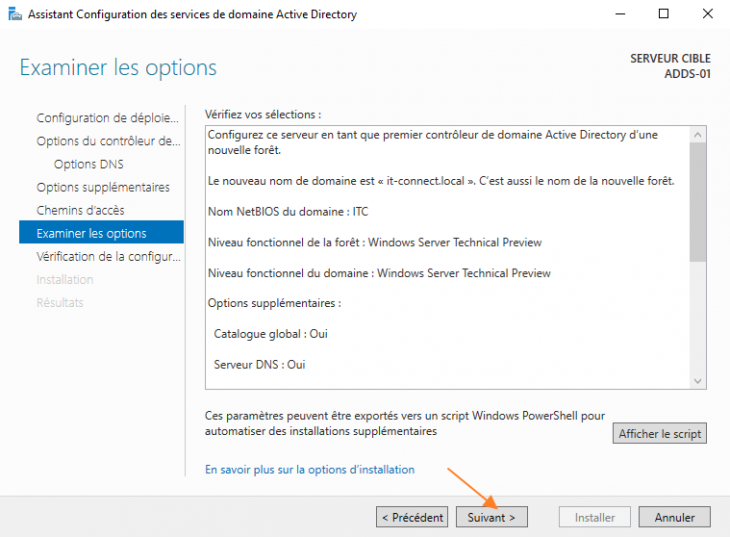 Assistant Configuration des services de domaine Active Directory
Examiner les options
SERVEUR CIBLE
ADDS-01
Configuration de déploie...
Options du contrôleur de...
Options DNS
Options supplémentaires
Chemins d'accès
Examiner les options
Vérification de la configur...
Installation
Résultats
Vérifiez vos sélections :
Configurez ce serveur en tant que premier contrôleur de domaine Active Directory d'une
nouvelle forêt.
Le nouveau nom de domaine est « it-connect.local ». C'est aussi le nom de la nouvelle forêt.
Nom NetBIOS du domaine : ITC
Niveau fonctionnel de la forêt : Windows Server Technical Preview
Niveau fonctionnel du domaine : Windows Server Technical Preview
Options supplémentaires :
Catalogue global : Oui
Serveur DNS : Oui
Ces paramètres peuvent être exportés vers un script Windows PowerShell pour
automatiser des installations supplémentaires
Afficher le script
En savoir plus sur la options d'installation
< Précédent
Suivant >
Installer
Annuler